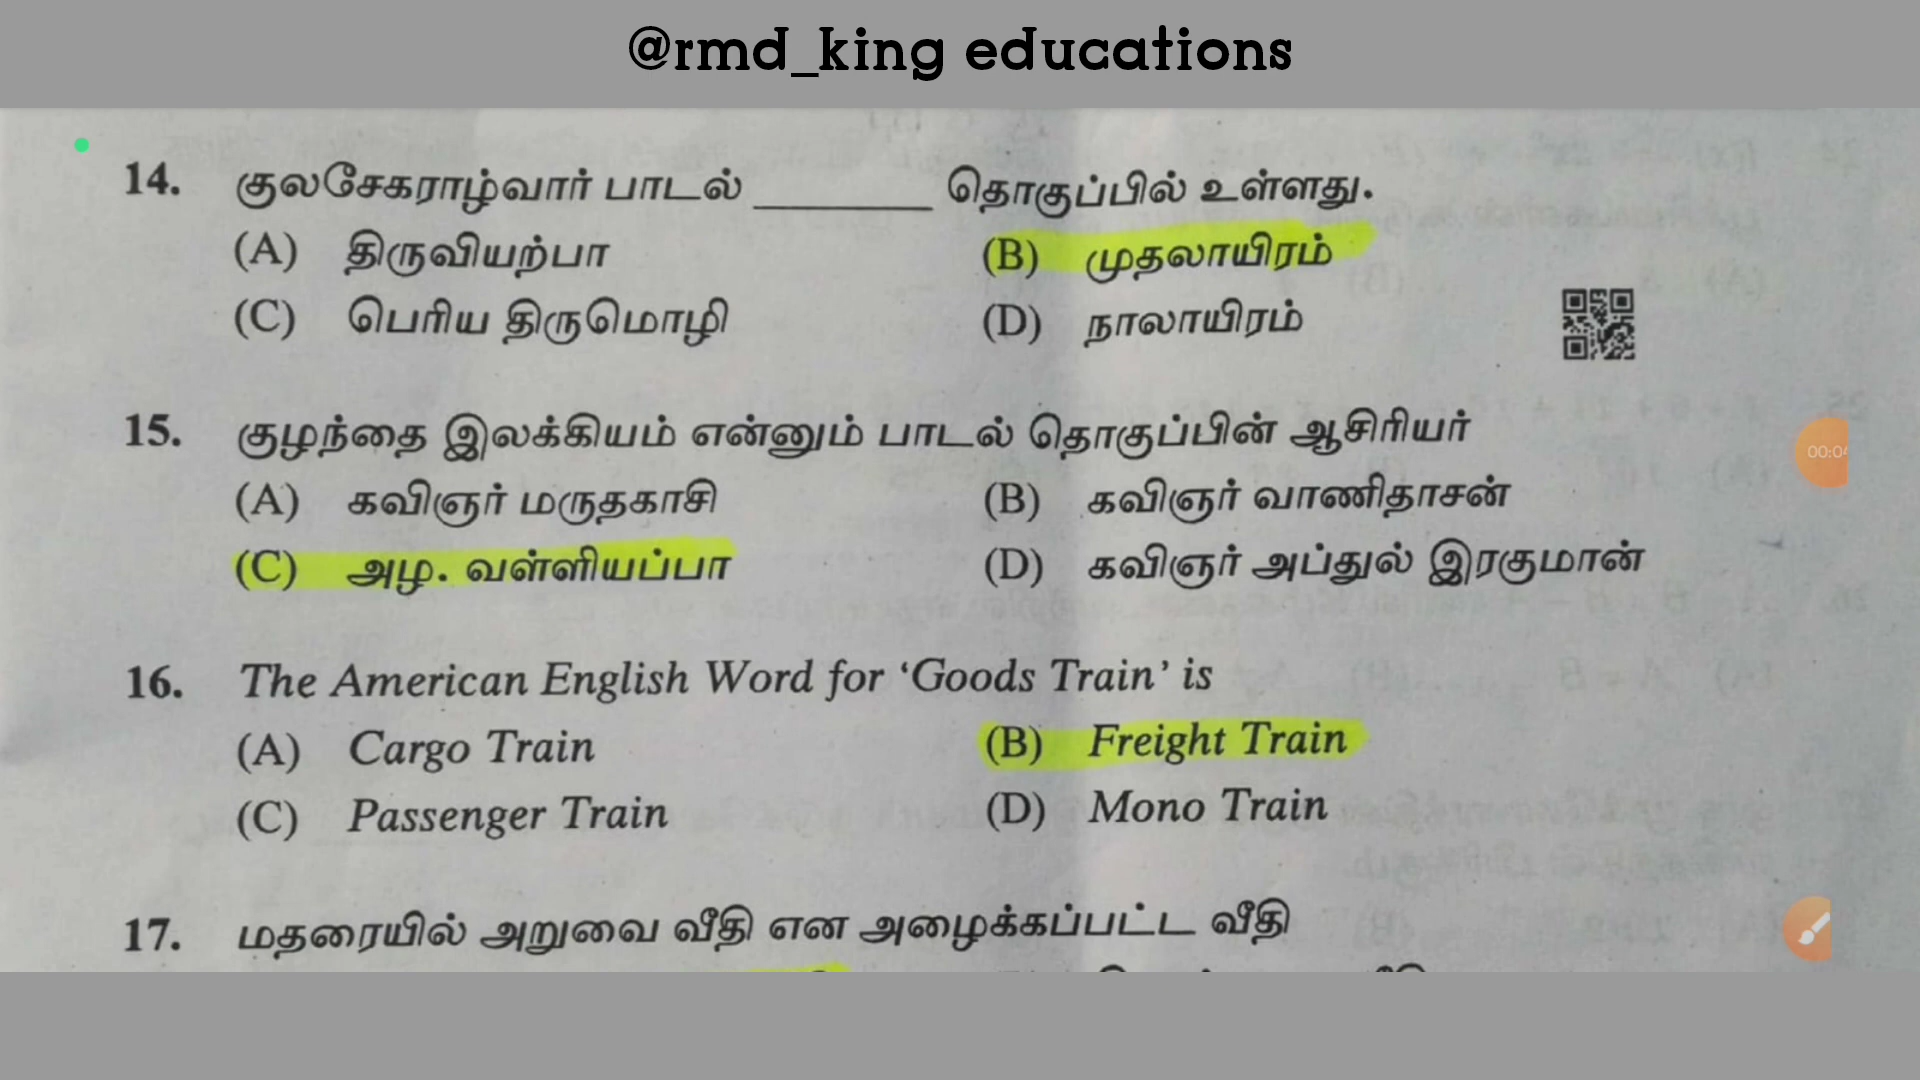 @rmd_king educations
14. குலசேகராழ்வார் பாடல் ________ தொகுப்பில் உள்ளது.
(A) திருவியற்பா (B) முதலாயிரம்
(C) பெரிய திருமொழி (D) நாலாயிரம்
15. குழந்தை இலக்கியம் என்னும் பாடல் தொகுப்பின் ஆசிரியர்
(A) கவிஞர் மருதகாசி (B) கவிஞர் வாணிதாசன்
(C) அழ. வள்ளியப்பா (D) கவிஞர் அப்துல் இரகுமான்
00:04
16. The American English Word for ‘Goods Train’ is
(A) Cargo Train (B) Freight Train
(C) Passenger Train (D) Mono Train
17. மதரையில் அறுவை வீதி என அழைக்கப்பட்ட வீதி